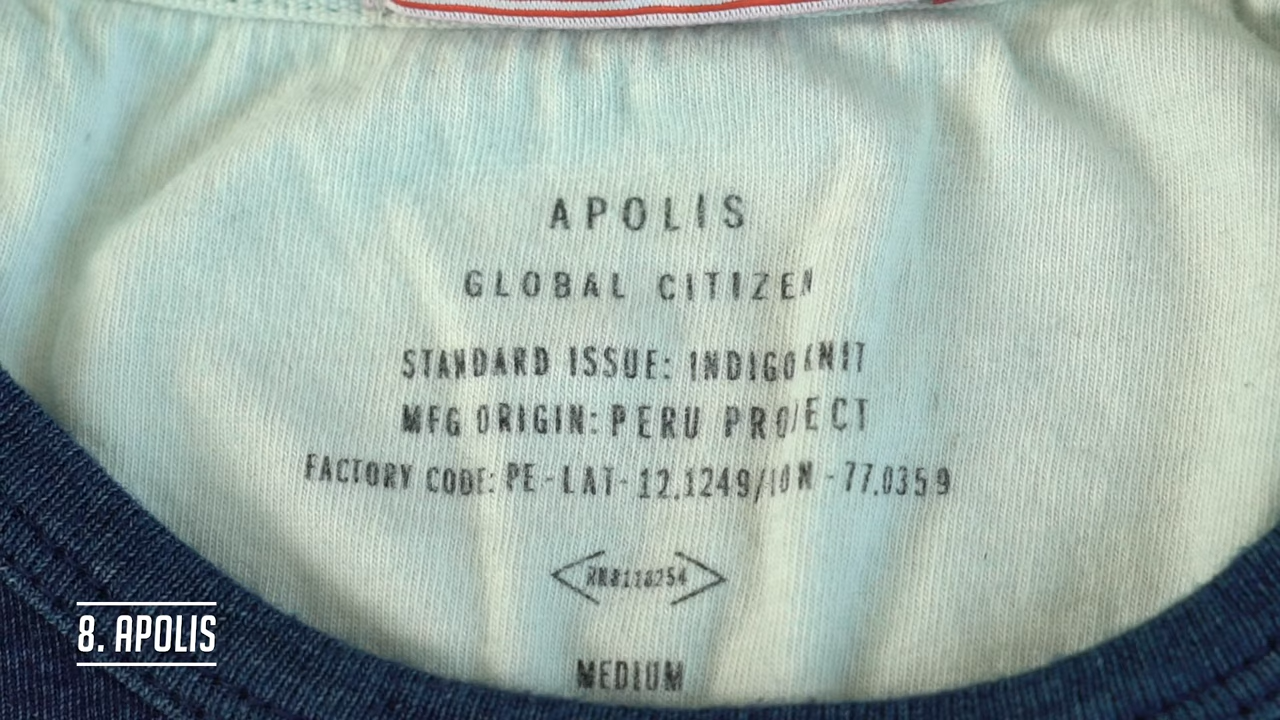 APOLIS
GLOBAL CITIZEN
STANDARD ISSUE: INDIGO KNIT
MFG ORIGIN: PERU PROJECT
FACTORY CODE: PE-LAT-12.1249/LON -77.0359
MEDIUM
8. APOLIS